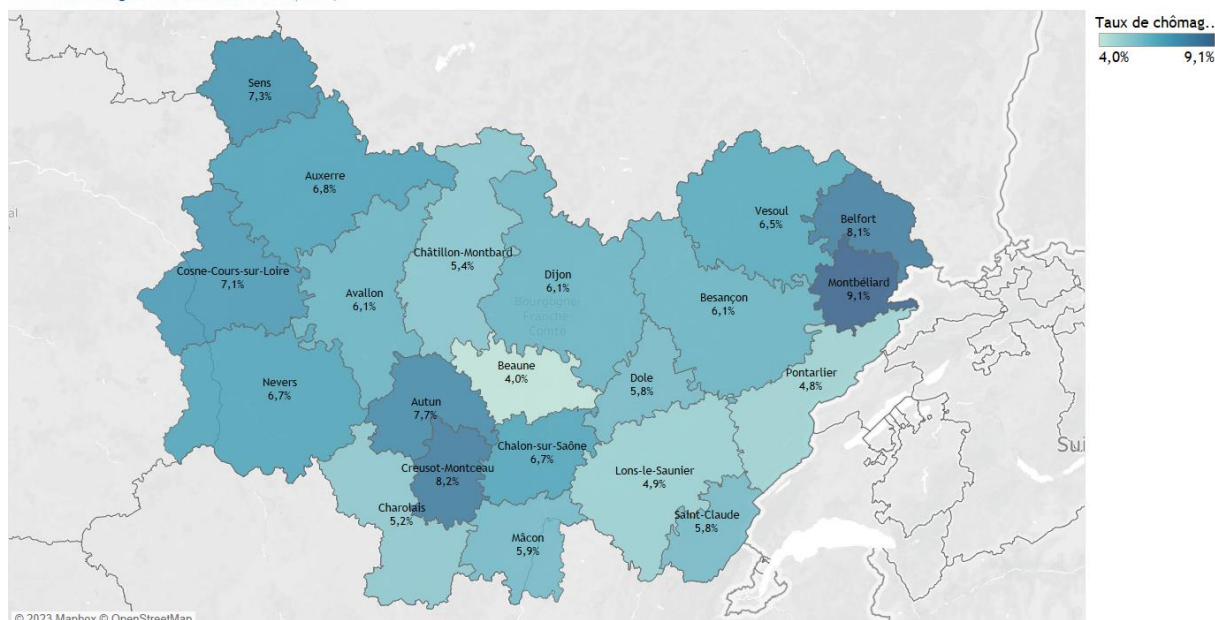 Taux de chômag..
4,0% 9,1%
Sens
7,3%
Auxerre
6,8%
Vesoul
6,5%
Belfort
8,1%
Châtillon-Montbard
5,4%
Cosne-Cours-sur-Loire
7,1%
Dijon
6,1%
Montbéliard
9,1%
Avallon
6,1%
Besançon
6,1%
Bourgogne-
Franche-
Comté
Beaune
4,0%
Dole
5,8%
Pontarlier
4,8%
Nevers
6,7%
Autun
7,7%
Chalon-sur-Saône
6,7%
Creusot-Montceau
8,2%
Lons-le-Saunier
4,9%
Sui
Charolais
5,2%
Saint-Claude
5,8%
Mâcon
5,9%
© 2023 Mapbox © OpenStreetMap